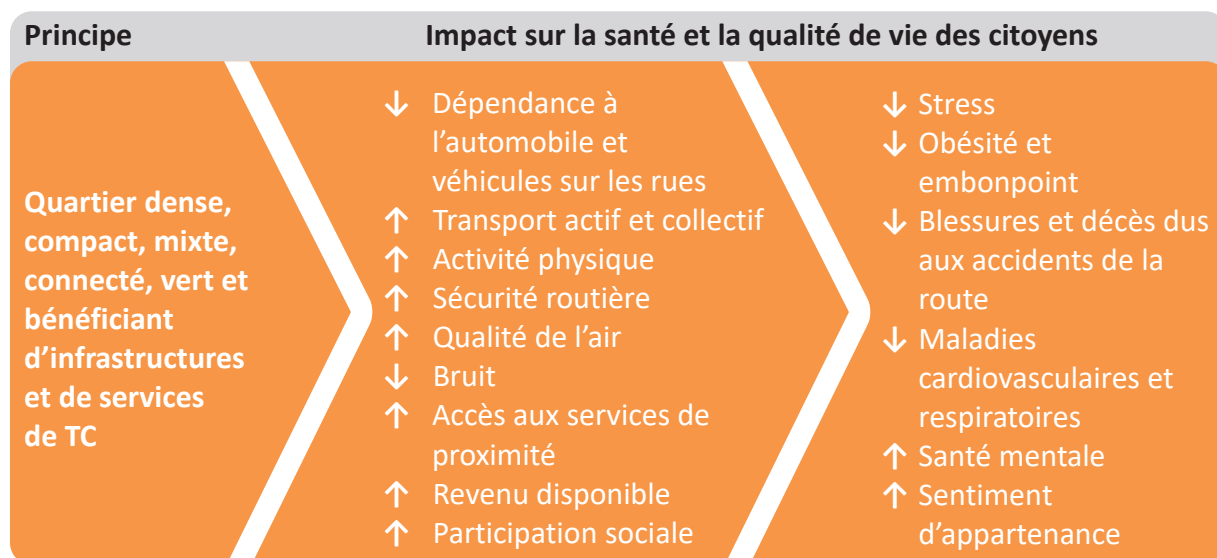 Principe
Impact sur la santé et la qualité de vie des citoyens
Quartier dense,
compact, mixte,
connecté, vert et
bénéficiant
d’infrastructures
et de services
de TC
↓ Dépendance à
l’automobile et
véhicules sur les rues
↑ Transport actif et collectif
↑ Activité physique
↑ Sécurité routière
↑ Qualité de l’air
↓ Bruit
↑ Accès aux services de
proximité
↑ Revenu disponible
↑ Participation sociale
↓ Stress
↓ Obésité et
embonpoint
↓ Blessures et décès dus
aux accidents de la
route
↓ Maladies
cardiovasculaires et
respiratoires
↑ Santé mentale
↑ Sentiment
d’appartenance